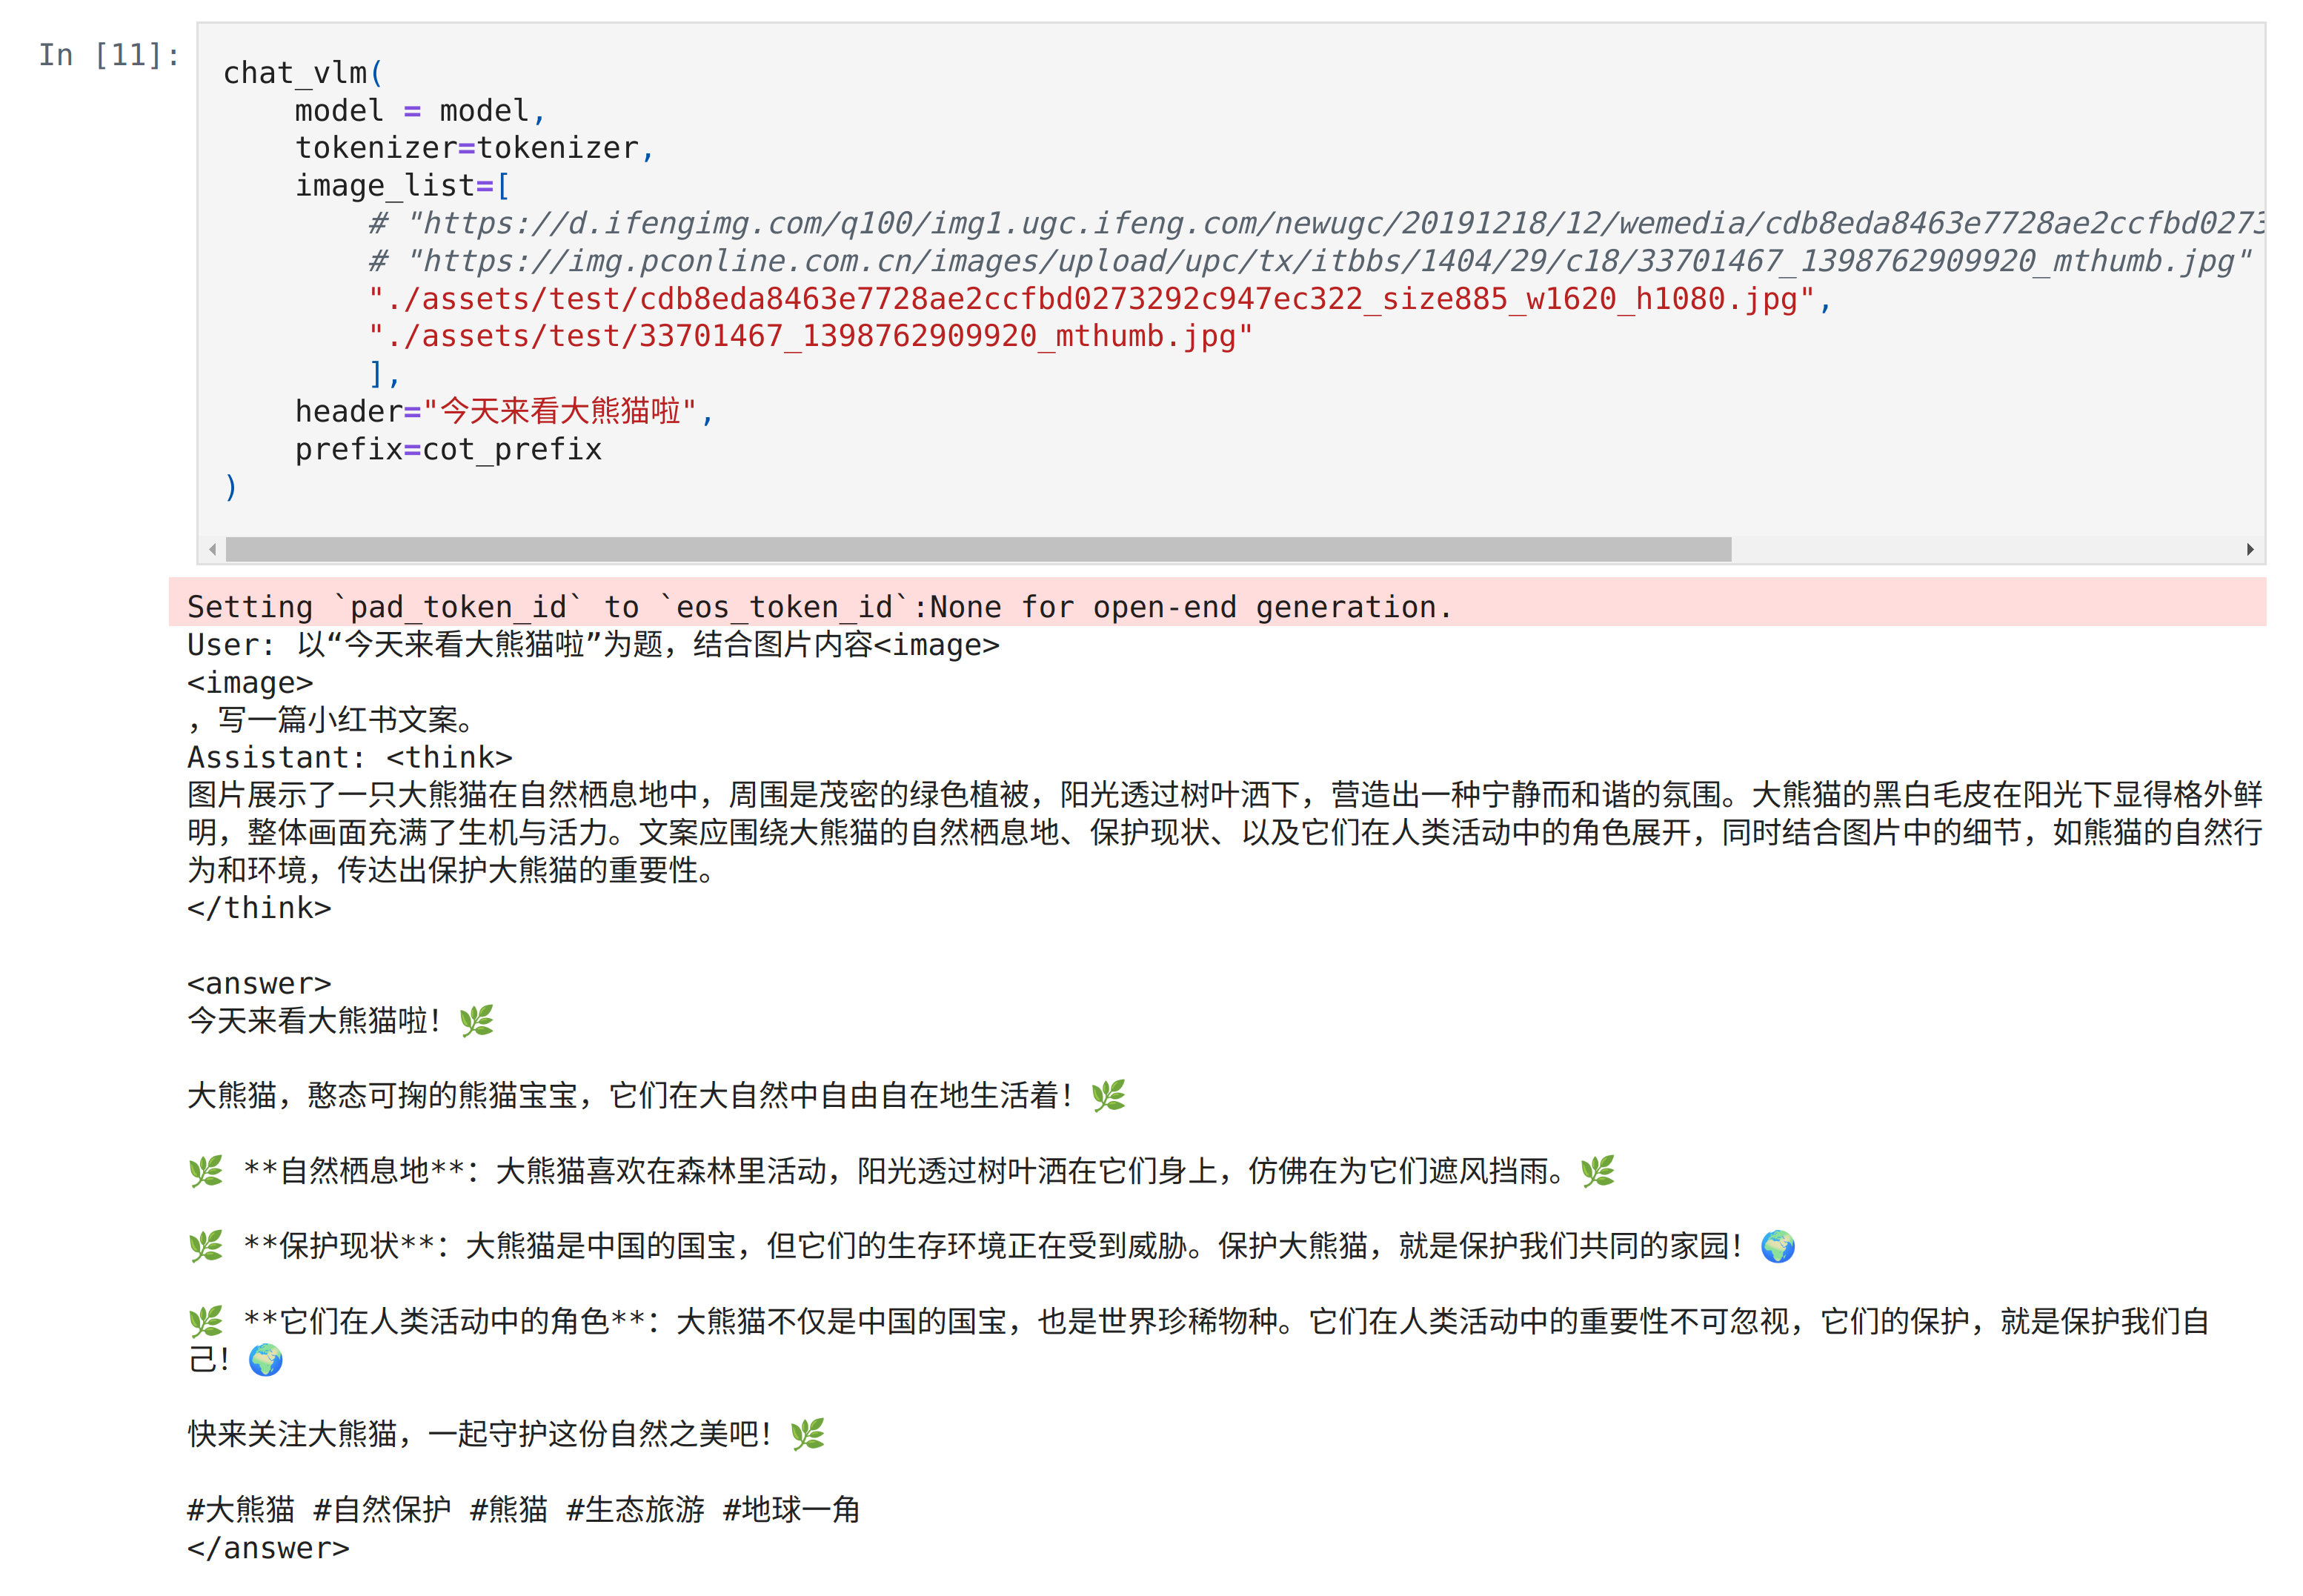 In [11]:
chat_vlm(
    model = model,
    tokenizer=tokenizer,
    image_list=[
        # "https://d.ifengimg.com/q100/img1.ugc.ifeng.com/newugc/20191218/12/wemedia/cdb8eda8463e7728ae2ccfbd0273
        # "https://img.pconline.com.cn/images/upload/upc/tx/itbbs/1404/29/c18/33701467_1398762909920_mthumb.jpg"
        "./assets/test/cdb8eda8463e7728ae2ccfbd0273292c947ec322_size885_w1620_h1080.jpg",
        "./assets/test/33701467_1398762909920_mthumb.jpg"
        ],
    header="今天来看大熊猫啦",
    prefix=cot_prefix
)
Setting `pad_token_id` to `eos_token_id`:None for open-end generation.
User: 以“今天来看大熊猫啦”为题，结合图片内容<image>
<image>
，写一篇小红书文案。
Assistant: <think>
图片展示了一只大熊猫在自然栖息地中，周围是茂密的绿色植被，阳光透过树叶洒下，营造出一种宁静而和谐的氛围。大熊猫的黑白毛皮在阳光下显得格外鲜
明，整体画面充满了生机与活力。文案应围绕大熊猫的自然栖息地、保护现状、以及它们在人类活动中的角色展开，同时结合图片中的细节，如熊猫的自然行
为和环境，传达出保护大熊猫的重要性。
</think>
<answer>
今天来看大熊猫啦！🌿
大熊猫，憨态可掬的熊猫宝宝，它们在大自然中自由自在地生活着！🌿
🌿 **自然栖息地**：大熊猫喜欢在森林里活动，阳光透过树叶洒在它们身上，仿佛在为它们遮风挡雨。🌿
🌿 **保护现状**：大熊猫是中国的国宝，但它们的生存环境正在受到威胁。保护大熊猫，就是保护我们共同的家园！🌍
🌿 **它们在人类活动中的角色**：大熊猫不仅是中国的国宝，也是世界珍稀物种。它们在人类活动中的重要性不可忽视，它们的保护，就是保护我们自
己！🌍
快来关注大熊猫，一起守护这份自然之美吧！🌿
#大熊猫 #自然保护 #熊猫 #生态旅游 #地球一角
</answer>